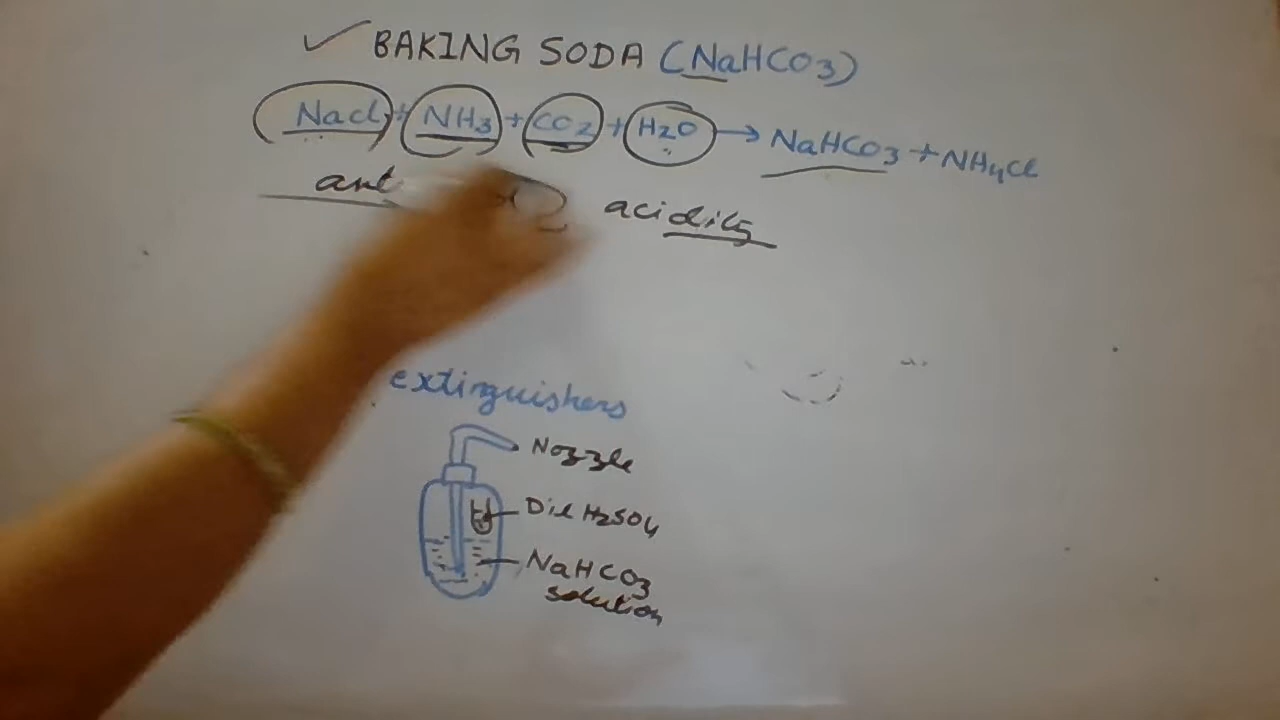 BAKING SODA (NaHCO3)
Nacl + NH3 + CO2 + H2O → NaHCO3 + NH4Cl
ant acidity
extinguishers
Nozzle
Dil H2SO4
NaHCO3
solution